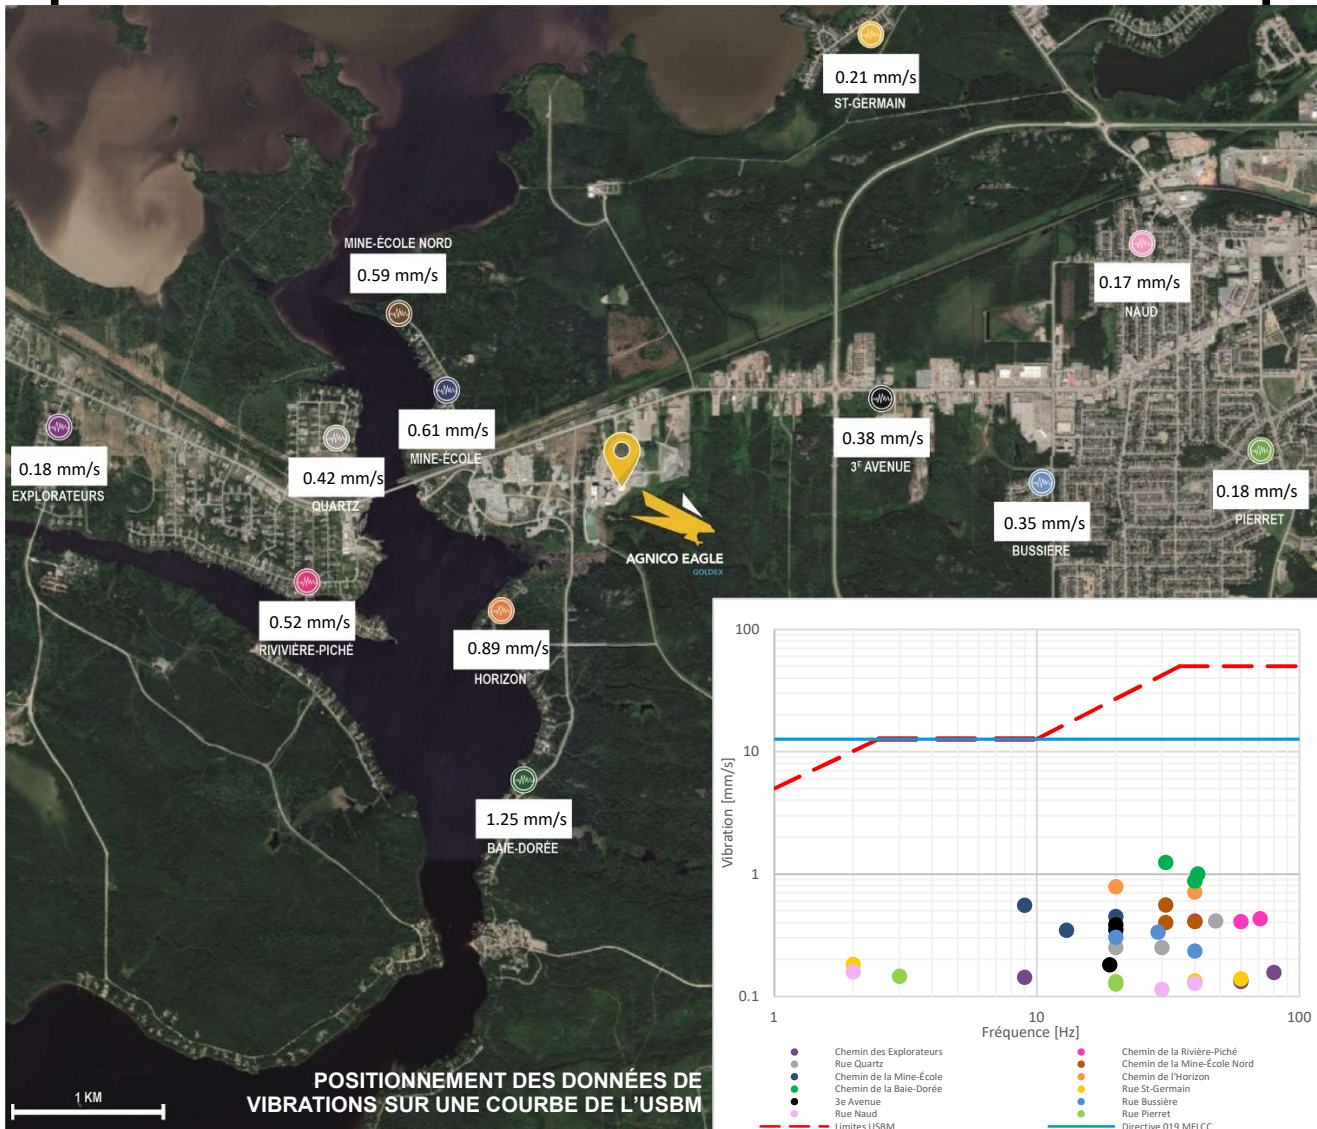 0.21 mm/s
ST-GERMAIN
MINE-ÉCOLE NORD
0.59 mm/s
0.17 mm/s
NAUD
0.61 mm/s
MINE-ÉCOLE
0.18 mm/s
EXPLORATEURS
0.42 mm/s
QUARTZ
0.38 mm/s
3E AVENUE
0.35 mm/s
BUSSIÈRE
0.18 mm/s
PIERRET
AGNICO EAGLE
GOLDEX
0.52 mm/s
RIVIVIÈRE-PICHÉ
0.89 mm/s
HORIZON
1.25 mm/s
BAIE-DORÉE
1 KM
POSITIONNEMENT DES DONNÉES DE
VIBRATIONS SUR UNE COURBE DE L'USBM
100
10
1
0.1
Vibration [mm/s]
1
10
100
Fréquence [Hz]
Chemin des Explorateurs
Rue Quartz
Chemin de la Mine-École
Chemin de la Baie-Dorée
3e Avenue
Rue Naud
Limites USBM
Chemin de la Rivière-Piché
Chemin de la Mine-École Nord
Chemin de l'Horizon
Rue St-Germain
Rue Bussière
Rue Pierret
Directive 019 MELCC